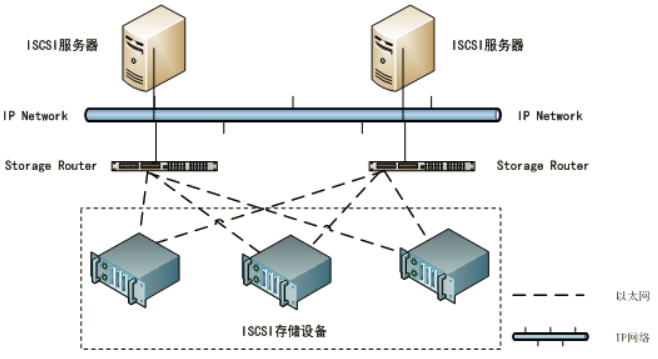 ISCSI服务器
ISCSI服务器
IP Network
IP Network
Storage Router
Storage Router
ISCSI存储设备
以太网
IP网络